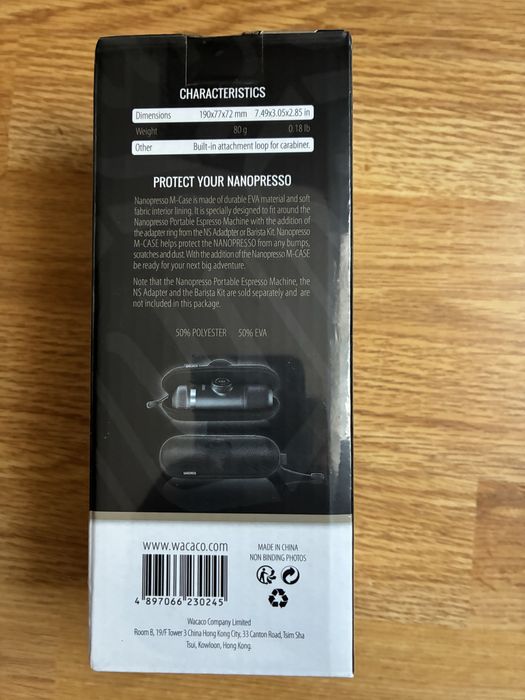 CHARACTERISTICS
Dimensions 190x77x72 mm 7.49x3.05x2.85 in
Weight 80 g 0.18 lb
Other Built-in attachment loop for carabiner.
PROTECT YOUR NANOPRESSO
Nanopresso M-Case is made of durable EVA material and soft
fabric interior lining. It is specially designed to fit around the
Nanopresso Portable Espresso Machine with the addition of
the adapter ring from the NS Adadpter or Barista Kit. Nanopresso
M-CASE helps protect the NANOPRESSO from any bumps,
scratches and dust. With the addition of the Nanopresso M-CASE
be ready for your next big adventure.
Note that the Nanopresso Portable Espresso Machine, the
NS Adapter and the Barista Kit are sold separately and are
not included in this package.
50% POLYESTER 50% EVA
WACACO
www.wacaco.com
MADE IN CHINA
NON BINDING PHOTOS
4 897066 230245
Wacaco Company Limited
Room B, 19/F Tower 3 China Hong Kong City, 33 Canton Road, Tsim Sha
Tsui, Kowloon, Hong Kong.